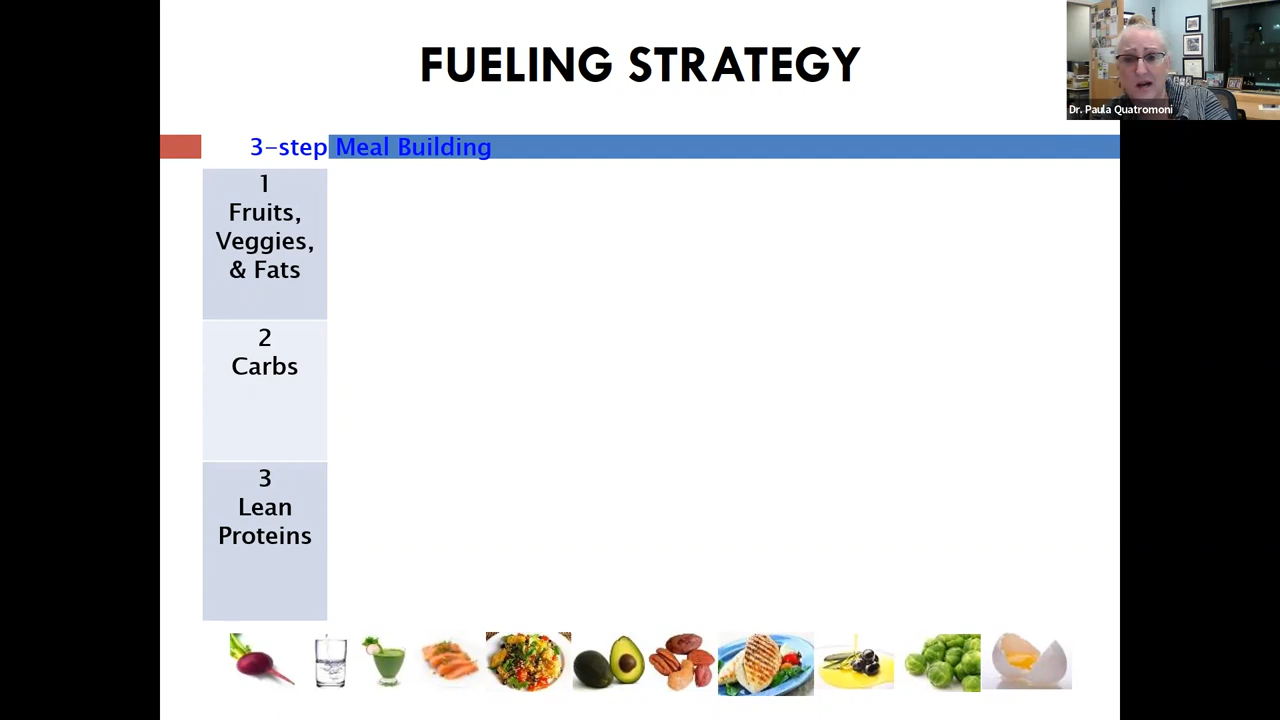 FUELING STRATEGY
Dr. Paula Quatromoni
3-step Meal Building
1
Fruits,
Veggies,
& Fats
2
Carbs
3
Lean
Proteins